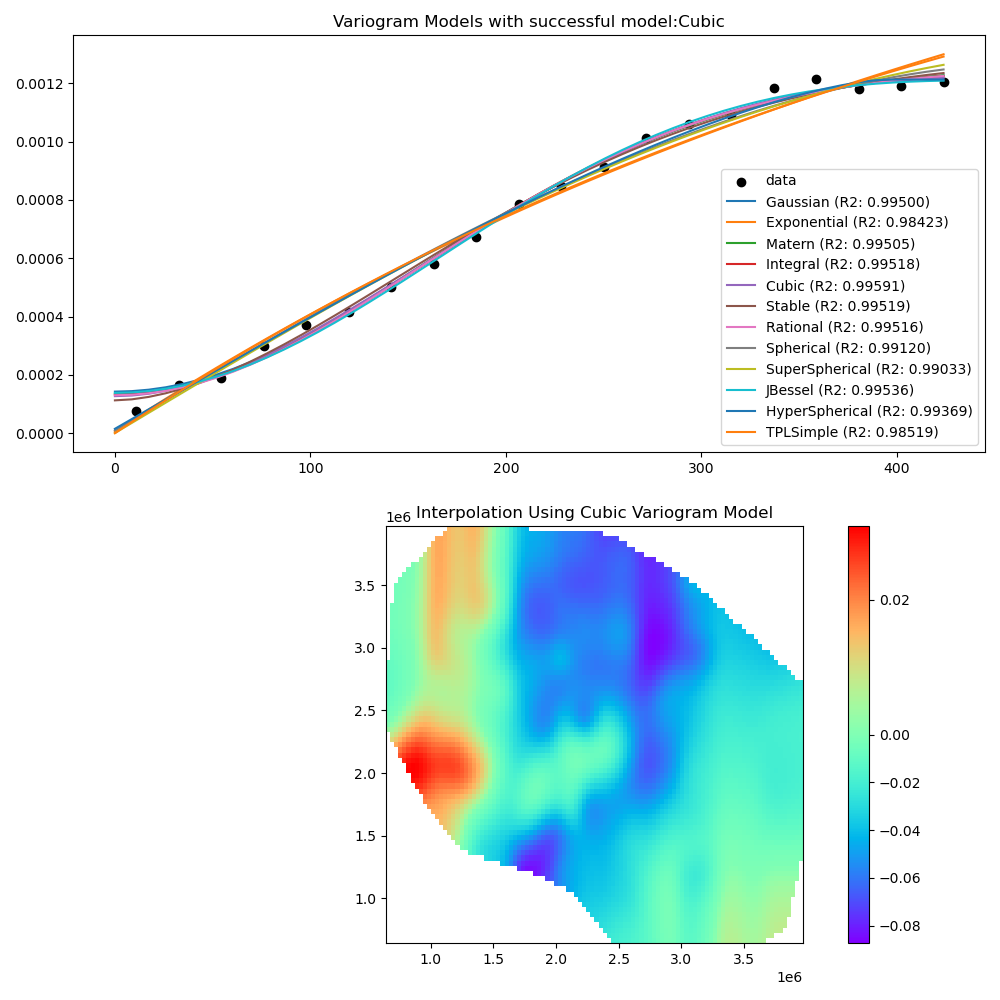 Variogram Models with successful model:Cubic
0.0012
0.0010
0.0008
0.0006
0.0004
0.0002
0.0000
data
Gaussian (R2: 0.99500)
Exponential (R2: 0.98423)
Matern (R2: 0.99505)
Integral (R2: 0.99518)
Cubic (R2: 0.99591)
Stable (R2: 0.99519)
Rational (R2: 0.99516)
Spherical (R2: 0.99120)
SuperSpherical (R2: 0.99033)
JBessel (R2: 0.99536)
HyperSpherical (R2: 0.99369)
TPLSimple (R2: 0.98519)
0 100 200 300 400
Interpolation Using Cubic Variogram Model
1e6
3.5
3.0
2.5
2.0
1.5
1.0
1.0 1.5 2.0 2.5 3.0 3.5
1e6
0.02
0.00
−0.02
−0.04
−0.06
−0.08